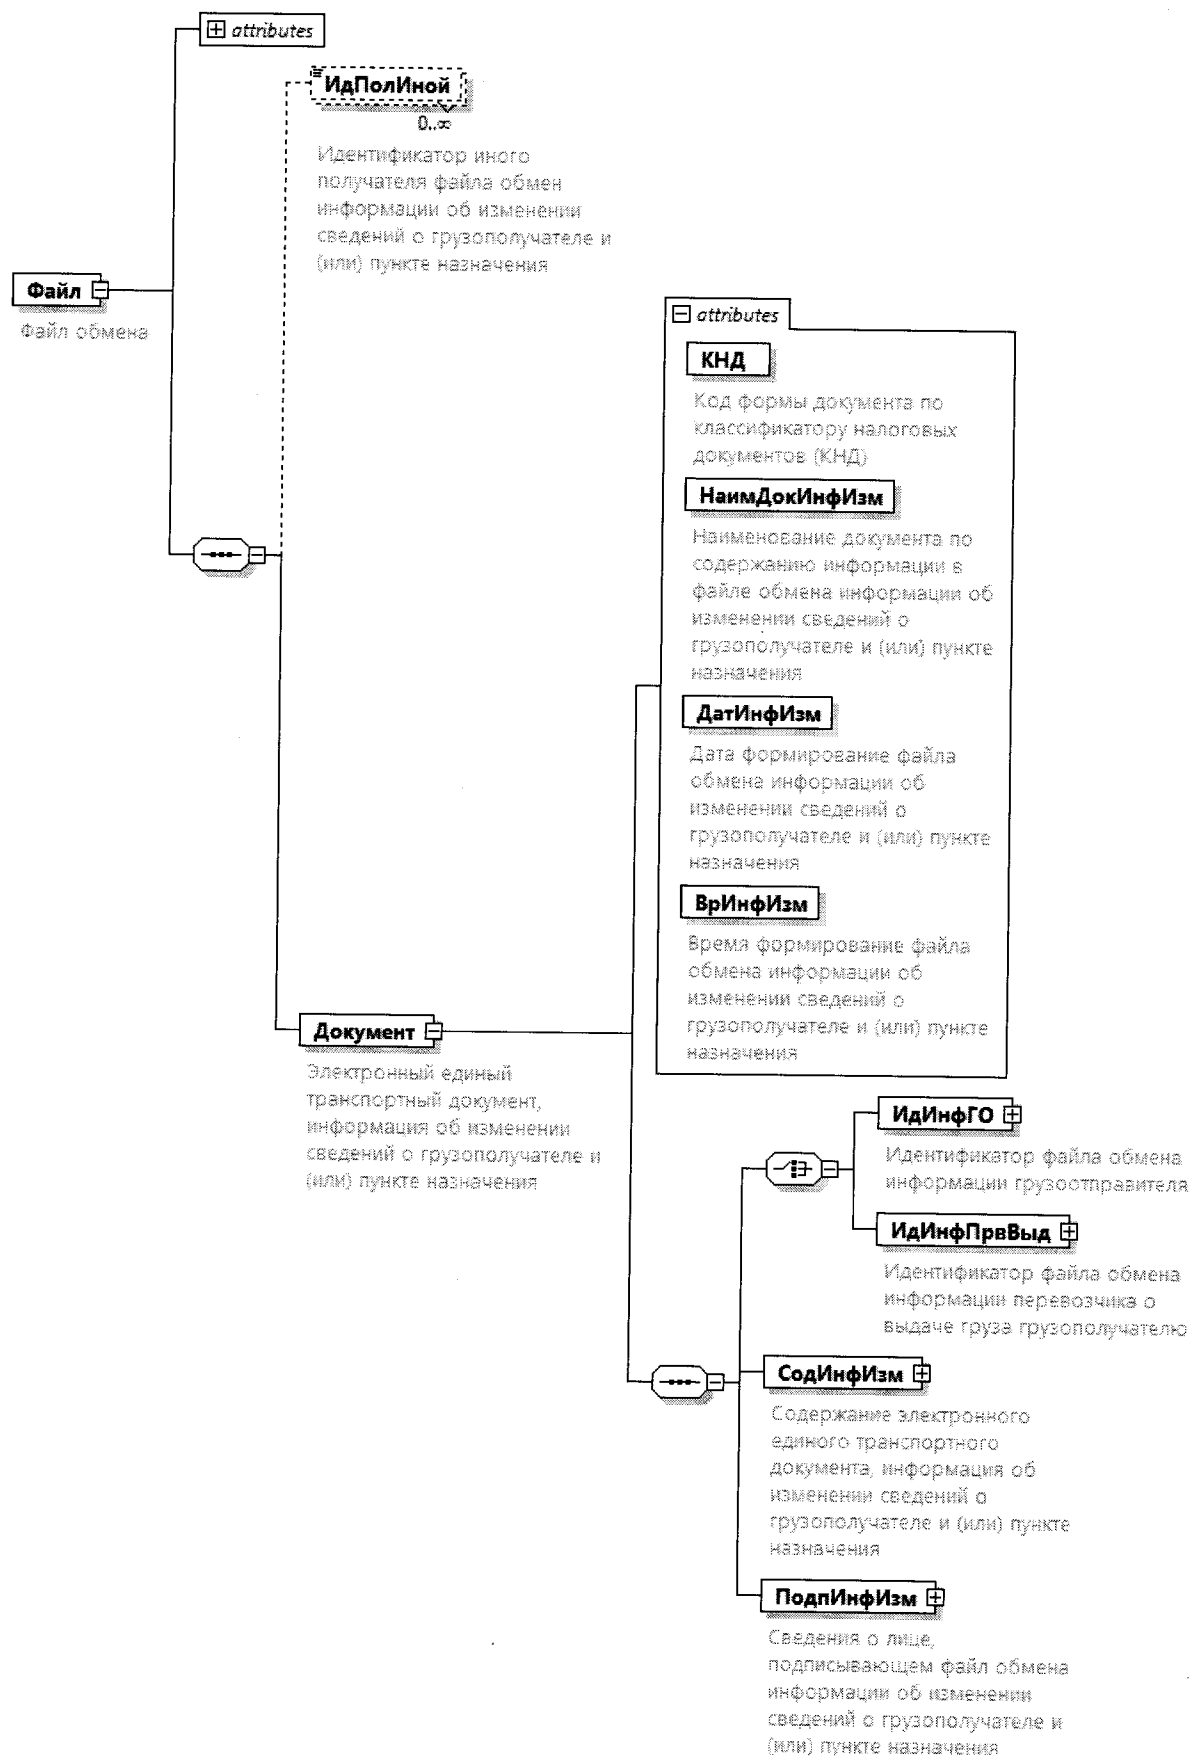 attributes
ИдПолИной
0..∞
Идентификатор иного
получателя файла обмен
информации об изменении
сведений о грузополучателе и
(или) пункте назначения
Файл
Файл обмена
attributes
КНД
Код формы документа по
классификатору налоговых
документов (КНД)
НаимДокИнфИзм
Наименование документа по
содержанию информации в
файле обмена информации об
изменении сведений о
грузополучателе и (или) пункте
назначения
ДатИнфИзм
Дата формирование файла
обмена информации об
изменении сведений о
грузополучателе и (или) пункте
назначения
ВрИнфИзм
Время формирование файла
обмена информации об
изменении сведений о
грузополучателе и (или) пункте
назначения
Документ
Электронный единый
транспортный документ,
информация об изменении
сведений о грузополучателе и
(или) пункте назначения
ИдИнфГО
Идентификатор файла обмена
информации грузоотправителя
ИдИнфПрвВыд
Идентификатор файла обмена
информации перевозчика о
выдаче груза грузополучателю
СодИнфИзм
Содержание электронного
единого транспортного
документа, информация об
изменении сведений о
грузополучателе и (или) пункте
назначения
ПодпИнфИзм
Сведения о лице,
подписывающем файл обмена
информации об изменении
сведений о грузополучателе и
(или) пункте назначения